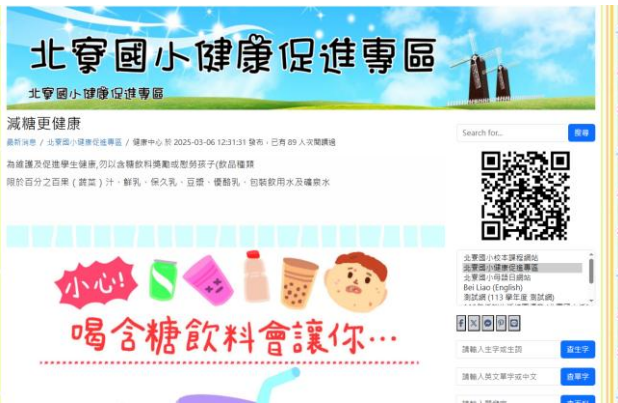 北寮國小健康促進專區
北寮國小健康促進專區
減糖更健康
最新消息 / 北寮國小健康促進專區 / 健康中心 於 2025-03-06 12:31:31 發布,已有 89 人次閱讀過
為維護及促進學生健康,勿以含糖飲料獎勵或慰勞孩子(飲品種類
限於百分之百果(蔬菜)汁、鮮乳、保久乳、豆漿、優酪乳、包裝飲用水及礦泉水
小心!
喝含糖飲料會讓你…
Search for...
搜尋
北寮國小校本課程網站
北寮國小健康促進專區
北寮國小母語日網站
Bei Liao (English)
測試網 (113 學年度 測試網)
請輸入生字或生詞
查生字
請輸入英文單字或中文
查單字